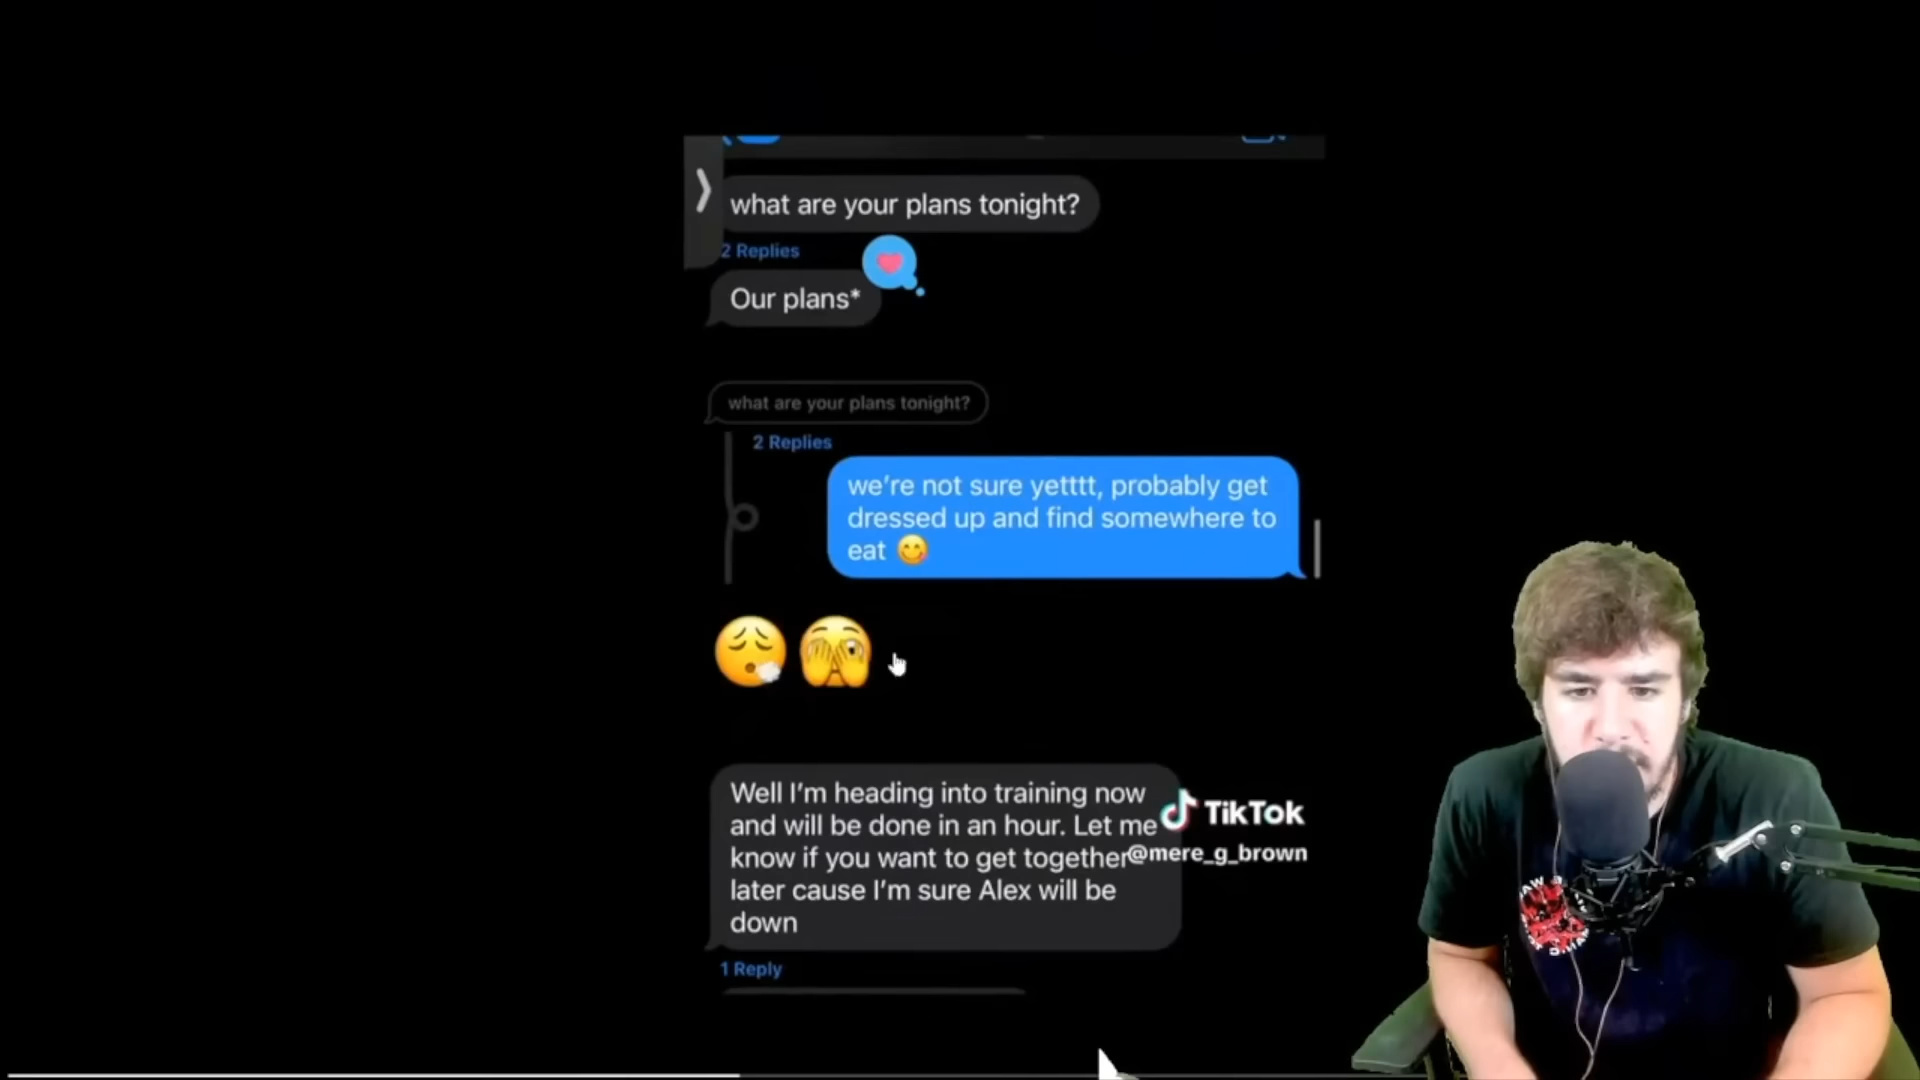 what are your plans tonight?
2 Replies
Our plans*
what are your plans tonight?
2 Replies
we're not sure yetttt, probably get
dressed up and find somewhere to
eat 😋
😮‍💨 🫣
Well I'm heading into training now
and will be done in an hour. Let me
know if you want to get together
later cause I'm sure Alex will be
down
TikTok
@mere_g_brown
1 Reply